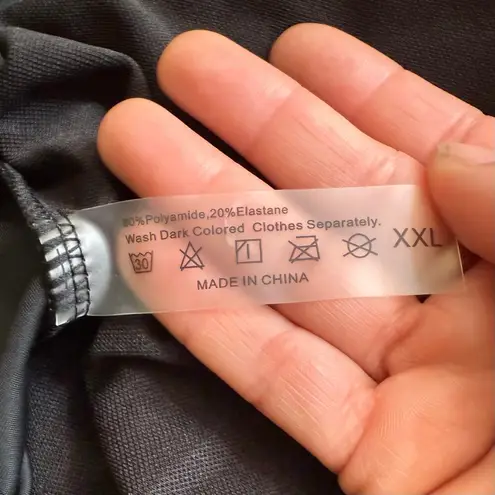 80%Polyamide,20%Elastane
Wash Dark Colored Clothes Separately.
30
XXL
MADE IN CHINA